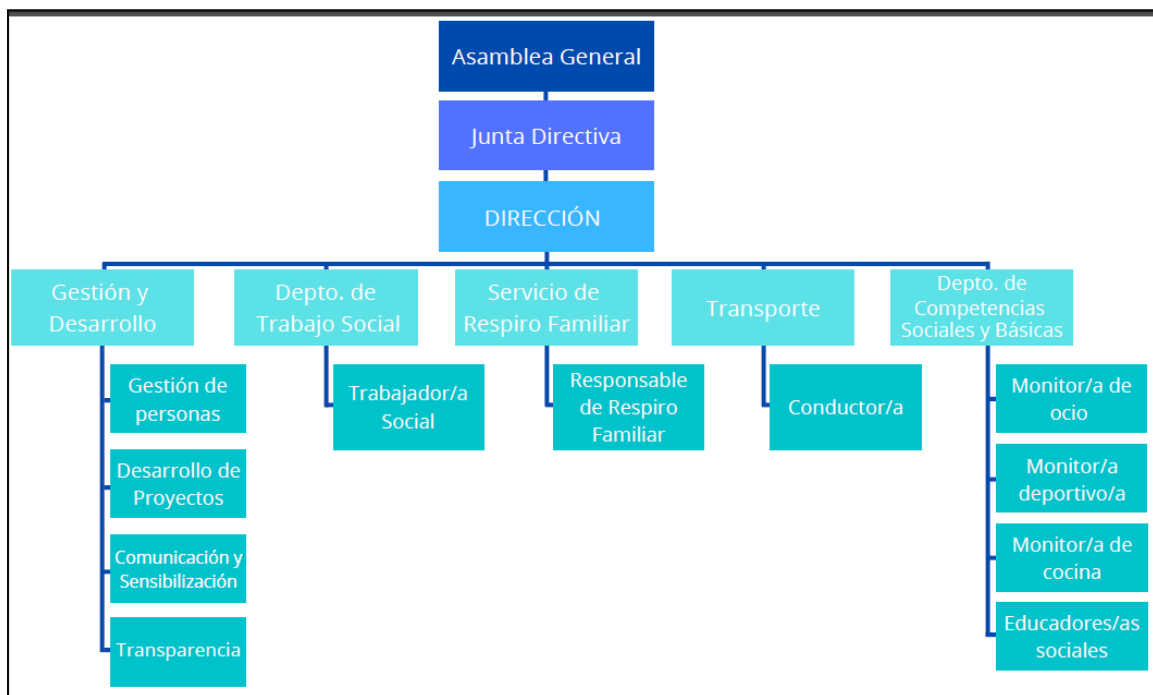 Asamblea General
Junta Directiva
DIRECCIÓN
Gestión y
Desarrollo
Depto. de
Trabajo Social
Servicio de
Respiro Familiar
Transporte
Depto. de
Competencias
Sociales y Básicas
Gestión de
personas
Desarrollo de
Proyectos
Comunicación y
Sensibilización
Transparencia
Trabajador/a
Social
Responsable
de Respiro
Familiar
Conductor/a
Monitor/a de
ocio
Monitor/a
deportivo/a
Monitor/a de
cocina
Educadores/as
sociales